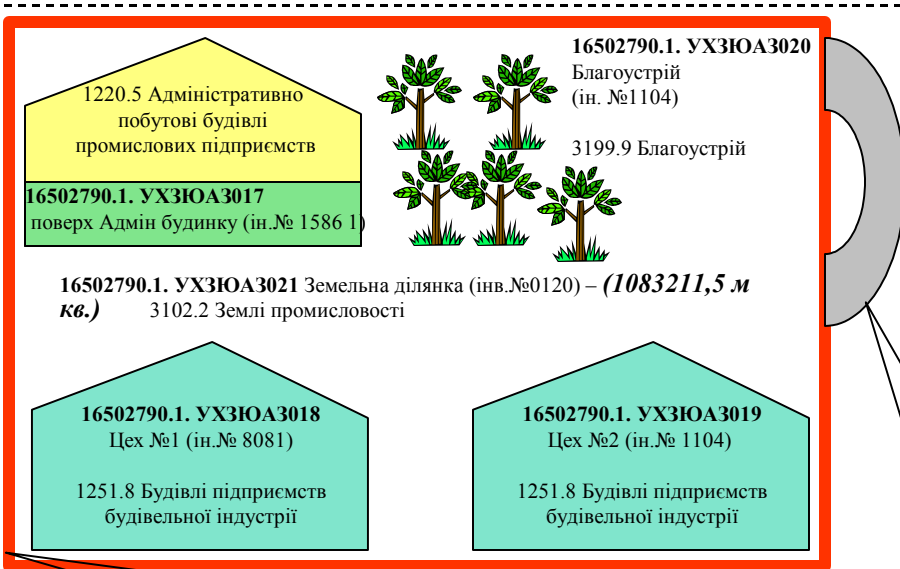 16502790.1. УХЗЮАЗ020
Благоустрій
(ін. №1104)
3199.9 Благоустрій
1220.5 Адміністративно
побутові будівлі
промислових підприємств
16502790.1. УХЗЮАЗ017
поверх Адмін будинку (ін.№ 1586 1)
16502790.1. УХЗЮАЗ021 Земельна ділянка (інв.№0120) – (1083211,5 м
кв.) 3102.2 Землі промисловості
16502790.1. УХЗЮАЗ018
Цех №1 (ін.№ 8081)
1251.8 Будівлі підприємств
будівельної індустрії
16502790.1. УХЗЮАЗ019
Цех №2 (ін.№ 1104)
1251.8 Будівлі підприємств
будівельної індустрії